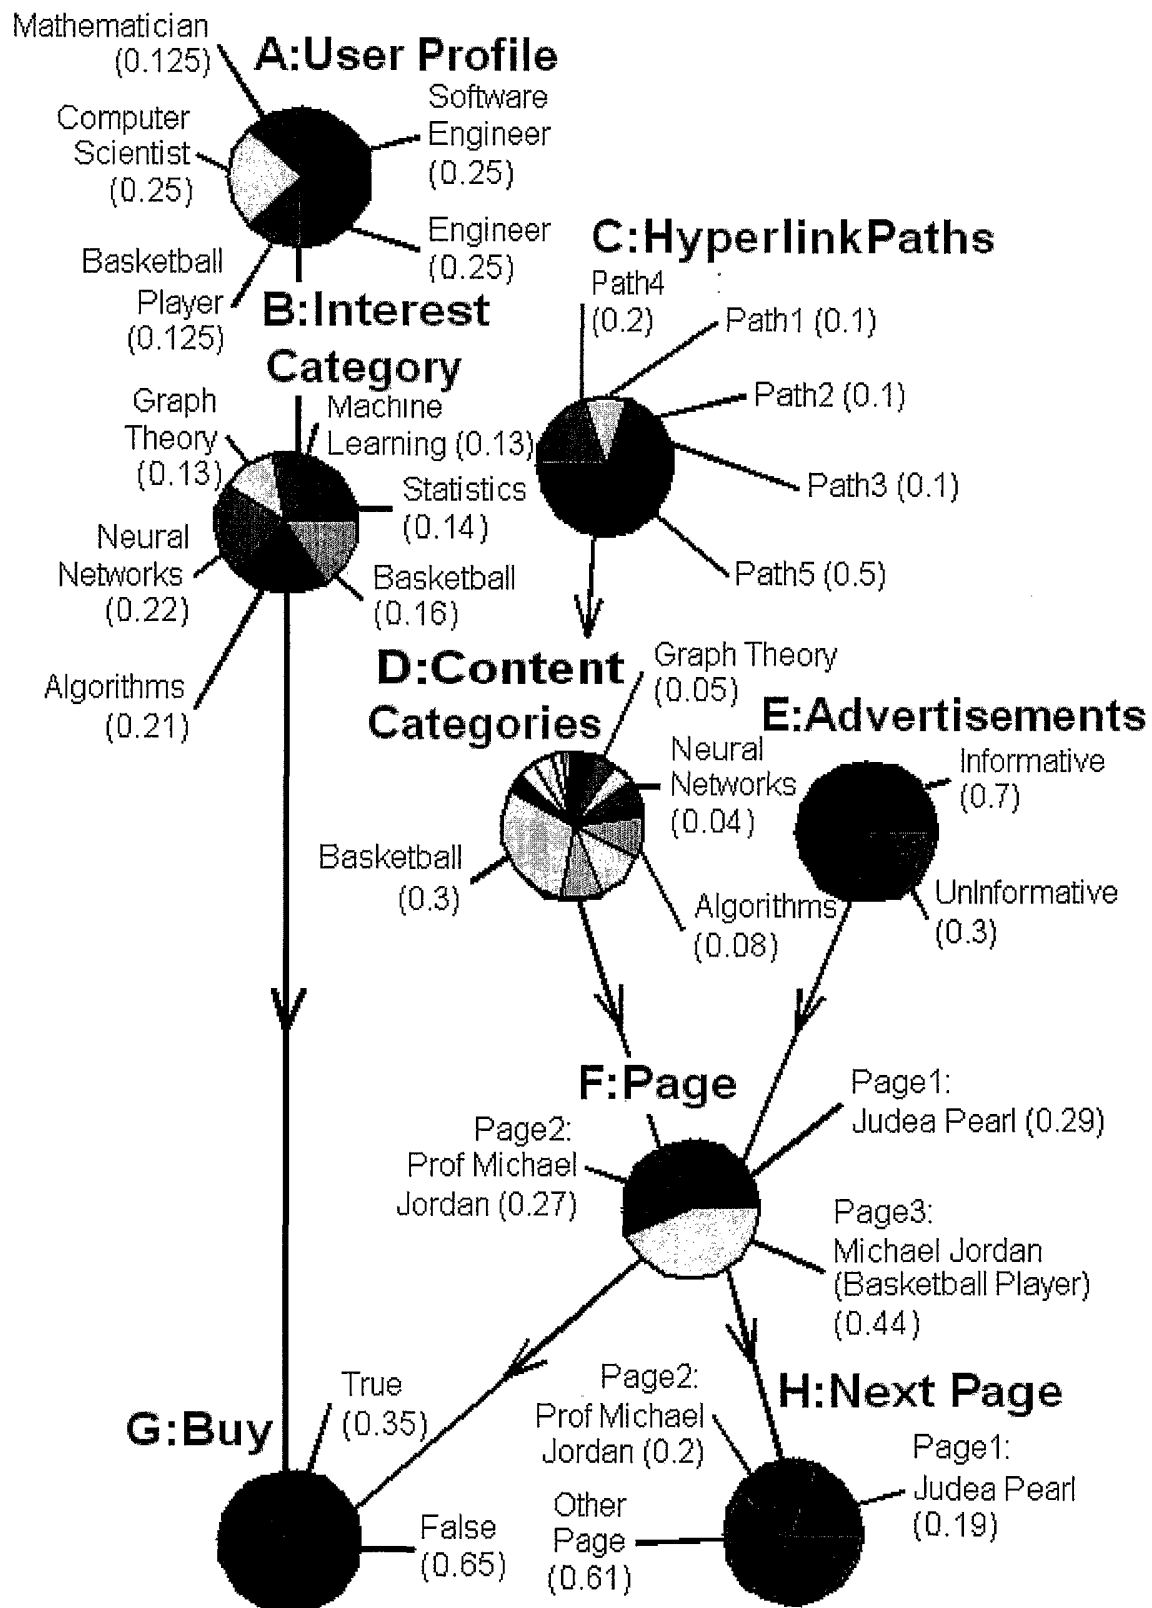 Mathematician
(0.125)
A:User Profile
Software
Engineer
(0.25)
Computer
Scientist
(0.25)
Engineer
(0.25)
Basketball
Player
(0.125)
B:Interest
Category
C:HyperlinkPaths
Path4
(0.2)
Path1 (0.1)
Path2 (0.1)
Path3 (0.1)
Path5 (0.5)
Graph
Theory
(0.13)
Machine
Learning (0.13)
Statistics
(0.14)
Neural
Networks
(0.22)
Basketball
(0.16)
Algorithms
(0.21)
D:Content
Categories
Graph Theory
(0.05)
Neural
Networks
(0.04)
Basketball
(0.3)
Algorithms
(0.08)
E:Advertisements
Informative
(0.7)
UnInformative
(0.3)
F:Page
Page1:
Judea Pearl (0.29)
Page2:
Prof Michael
Jordan (0.27)
Page3:
Michael Jordan
(Basketball Player)
(0.44)
G:Buy
True
(0.35)
False
(0.65)
H:Next Page
Page2:
Prof Michael
Jordan (0.2)
Page1:
Judea Pearl
(0.19)
Other
Page
(0.61)